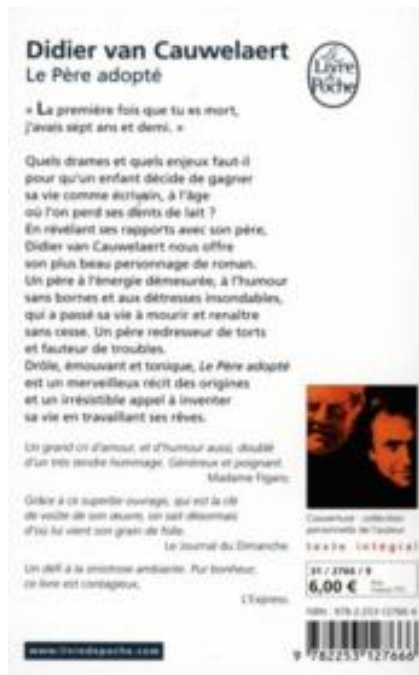 Didier van Cauwelaert
Le Père adopté
Le
Livre
de
Poche
« La première fois que tu es mort,
j'avais sept ans et demi. »
Quels drames et quels enjeux faut-il
pour qu'un enfant décide de gagner
sa vie comme écrivain, à l'âge
où l'on perd ses dents de lait ?
En révélant ses rapports avec son père,
Didier van Cauwelaert nous offre
son plus beau personnage de roman.
Un père à l'énergie démesurée, à l'humour
sans bornes et aux détresses insondables,
qui a passé sa vie à mourir et renaître
sans cesse. Un père redresseur de torts
et fauteur de troubles.
Drôle, émouvant et tonique, Le Père adopté
est un merveilleux récit des origines
et un irrésistible appel à inventer
sa vie en travaillant ses rêves.
Un grand cri d'amour, et d'humour aussi, doublé
d'un très tendre hommage. Généreux et poignant.
Madame Figaro.
Grâce à ce superbe ouvrage, qui est la clé
de voûte de son œuvre, on sait désormais
d'où lui vient son grain de folie.
Le Journal du Dimanche.
Un défi à la sinistrose ambiante. Pur bonheur,
ce livre est contagieux.
L'Express.
Couverture : collection
personnelle de l'auteur.
texte intégral
31 / 2766 / 9
6,00 €
ISBN : 978-2-253-12766-6
9 782253 127666
www.livredepoche.com